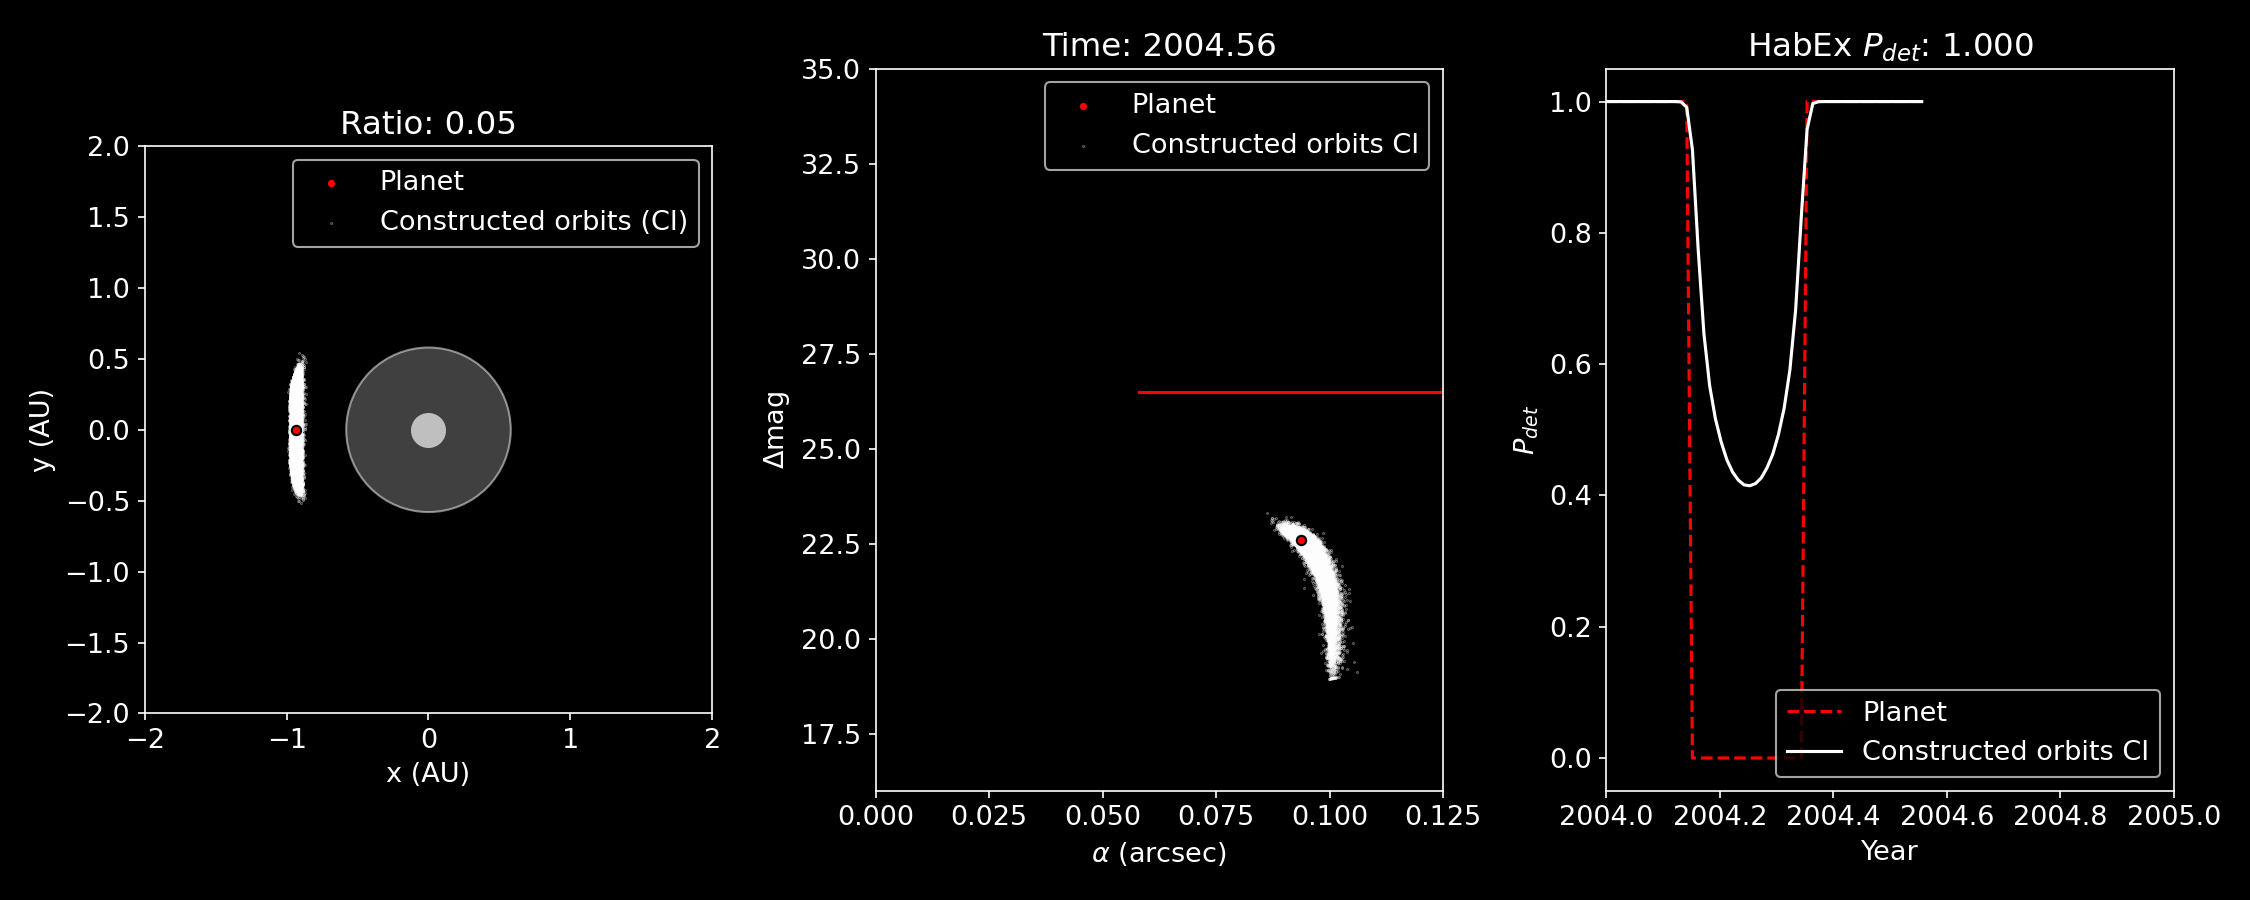 Ratio: 0.05
2.0
1.5
1.0
0.5
0.0
−0.5
−1.0
−1.5
−2.0
−2
−1
0
1
2
x (AU)
y (AU)
Planet
Constructed orbits (CI)
Time: 2004.56
35.0
32.5
30.0
27.5
25.0
22.5
20.0
17.5
0.000
0.025
0.050
0.075
0.100
0.125
α (arcsec)
Δmag
Planet
Constructed orbits CI
HabEx P_det: 1.000
1.0
0.8
0.6
0.4
0.2
0.0
2004.0
2004.2
2004.4
2004.6
2004.8
2005.0
Year
P_det
Planet
Constructed orbits CI